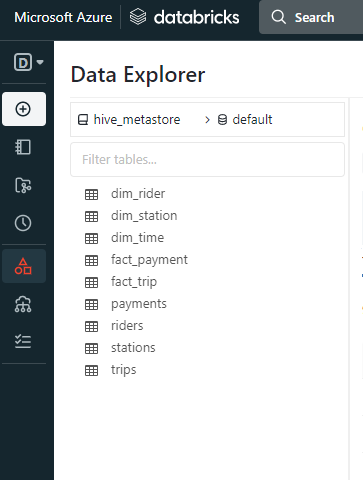 Microsoft Azure databricks Search
D
Data Explorer
hive_metastore > default
Filter tables...
dim_rider
dim_station
dim_time
fact_payment
fact_trip
payments
riders
stations
trips